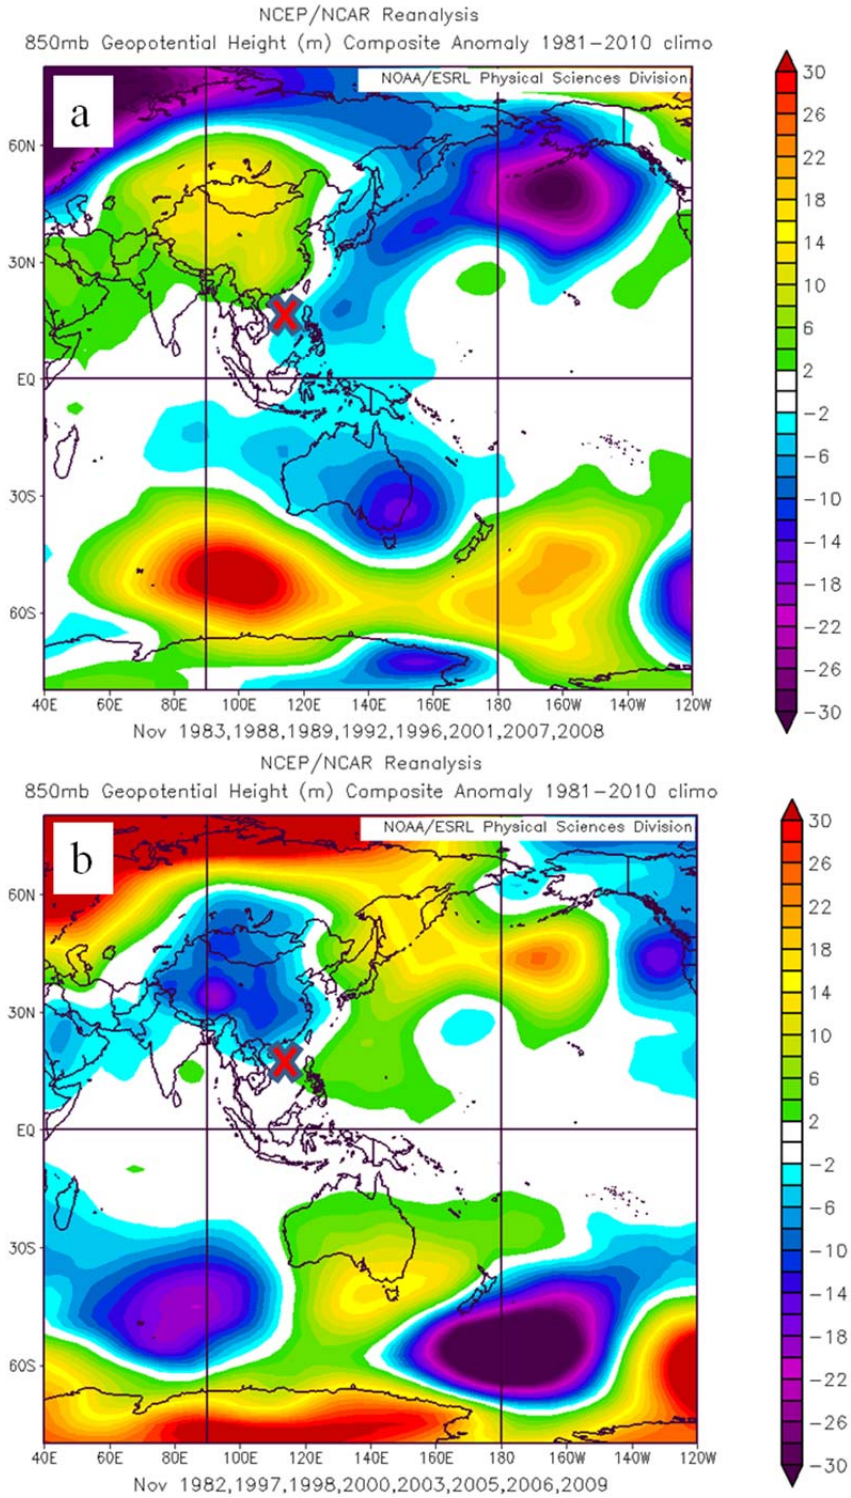 NCEP/NCAR Reanalysis
850mb Geopotential Height (m) Composite Anomaly 1981-2010 climo
a
NOAA/ESRL Physical Sciences Division
60N
30N
EQ
30S
60S
40E 60E 80E 100E 120E 140E 160E 180 160W 140W 120W
30
26
22
18
14
10
6
2
-2
-6
-10
-14
-18
-22
-26
-30
Nov 1983,1988,1989,1992,1996,2001,2007,2008
NCEP/NCAR Reanalysis
850mb Geopotential Height (m) Composite Anomaly 1981-2010 climo
b
NOAA/ESRL Physical Sciences Division
60N
30N
EQ
30S
60S
40E 60E 80E 100E 120E 140E 160E 180 160W 140W 120W
30
26
22
18
14
10
6
2
-2
-6
-10
-14
-18
-22
-26
-30
Nov 1982,1997,1998,2000,2003,2005,2006,2009